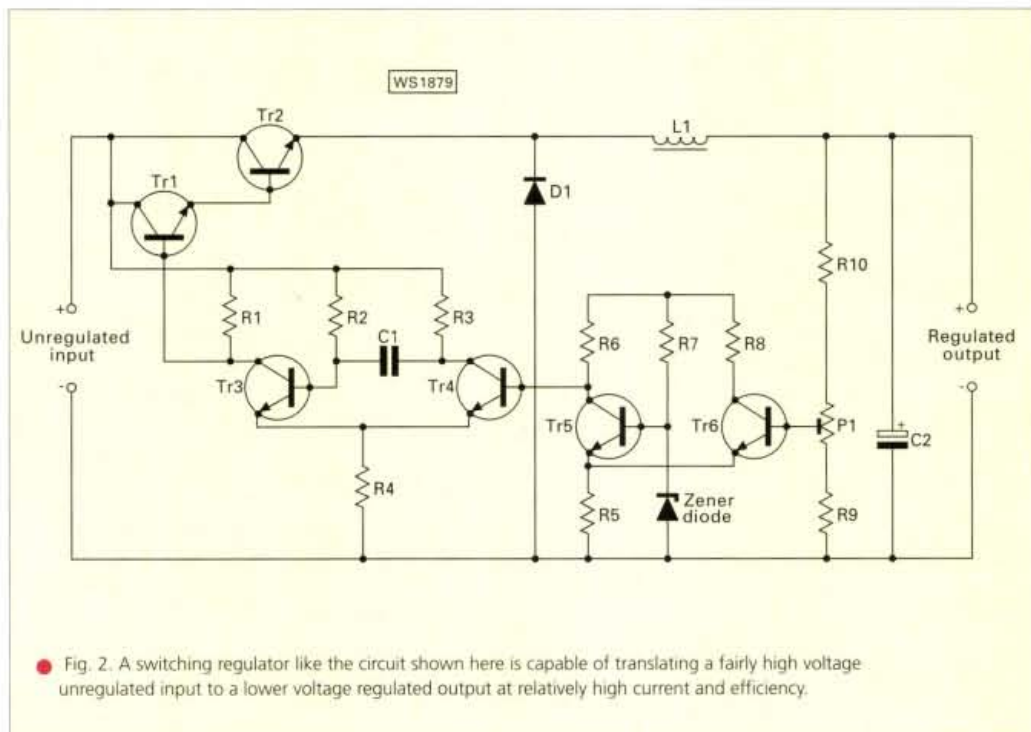 WS1879
Tr2
L1
Tr1
D1
R10
+
Unregulated
input
-
R1
R2
C1
R3
R6
R7
R8
+
Regulated
output
-
Tr3
Tr4
Tr5
Tr6
P1
+
C2
R4
R5
Zener
diode
R9
Fig. 2. A switching regulator like the circuit shown here is capable of translating a fairly high voltage
unregulated input to a lower voltage regulated output at relatively high current and efficiency.